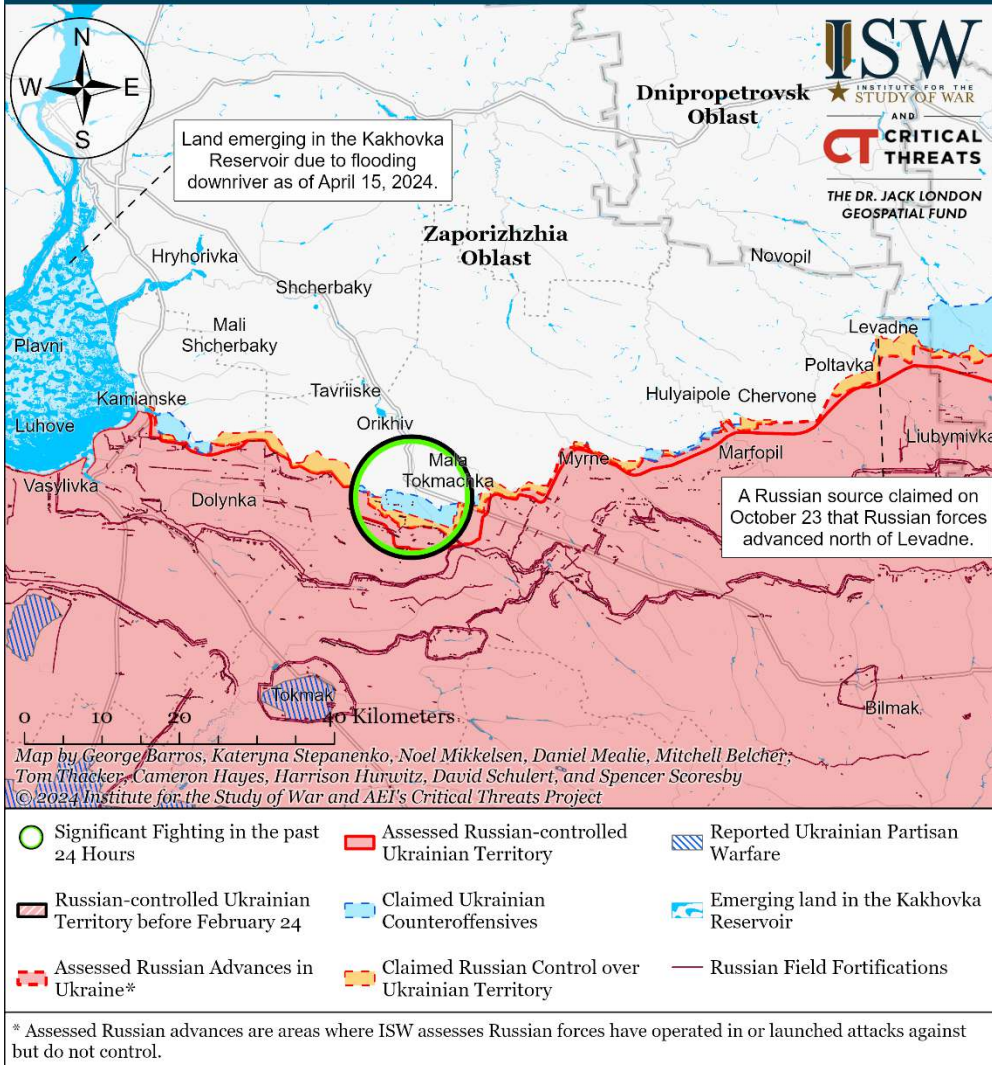 N
W
E
S
ISW
INSTITUTE FOR THE
STUDY OF WAR
AND
CT CRITICAL
THREATS
THE DR. JACK LONDON
GEOSPATIAL FUND
Dnipropetrovsk
Oblast
Land emerging in the Kakhovka
Reservoir due to flooding
downriver as of April 15, 2024.
Zaporizhzhia
Oblast
Hryhorivka
Novopil
Shcherbaky
Mali
Shcherbaky
Levadne
Plavni
Poltavka
Tavriiske
Hulyaipole
Chervone
Kamianske
Orikhiv
Luhove
Liubymivka
Mala
Tokmachka
Myrne
Marfopil
Vasylivka
Dolynka
A Russian source claimed on
October 23 that Russian forces
advanced north of Levadne.
Tokmak
Bilmak
0 10 20 40 Kilometers
Map by George Barros, Kateryna Stepanenko, Noel Mikkelsen, Daniel Mealie, Mitchell Belcher,
Tom Thacker, Cameron Hayes, Harrison Hurwitz, David Schulert, and Spencer Scoresby
© 2024 Institute for the Study of War and AEI's Critical Threats Project
Significant Fighting in the past
24 Hours
Russian-controlled Ukrainian
Territory before February 24
Assessed Russian Advances in
Ukraine*
Assessed Russian-controlled
Ukrainian Territory
Claimed Ukrainian
Counteroffensives
Claimed Russian Control over
Ukrainian Territory
Reported Ukrainian Partisan
Warfare
Emerging land in the Kakhovka
Reservoir
Russian Field Fortifications
* Assessed Russian advances are areas where ISW assesses Russian forces have operated in or launched attacks against
but do not control.